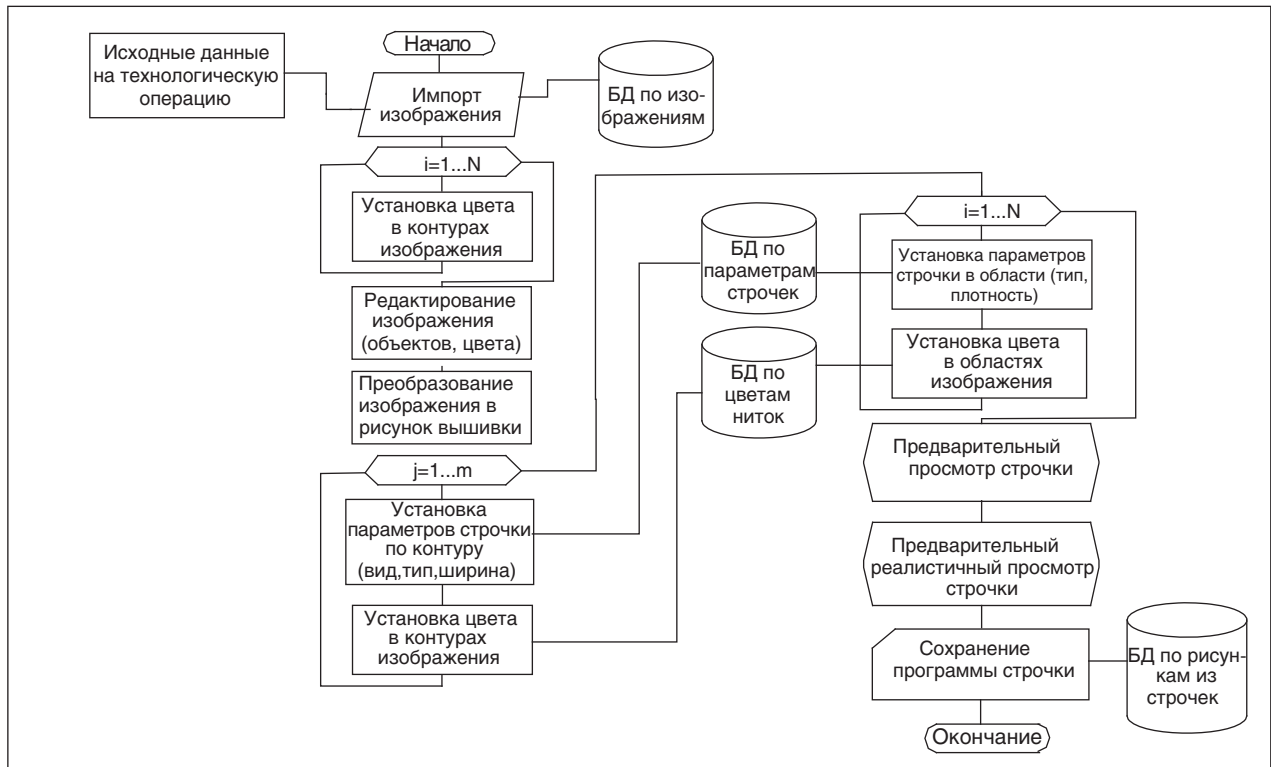 Начало
Исходные данные
на технологическую
операцию
Импорт
изображения
БД по изо-
бражениям
i=1...N
Установка цвета
в контурах
изображения
Редактирование
изображения
(объектов, цвета)
Преобразование
изображения в
рисунок вышивки
j=1...m
Установка
параметров строчки
по контуру
(вид,тип,ширина)
Установка цвета
в контурах
изображения
БД по
параметрам
строчек
БД по
цветам
ниток
i=1...N
Установка параметров
строчки в области (тип,
плотность)
Установка цвета
в областях
изображения
Предварительный
просмотр строчки
Предварительный
реалистичный просмотр
строчки
Сохранение
программы строчки
БД по рисун-
кам из
строчек
Окончание